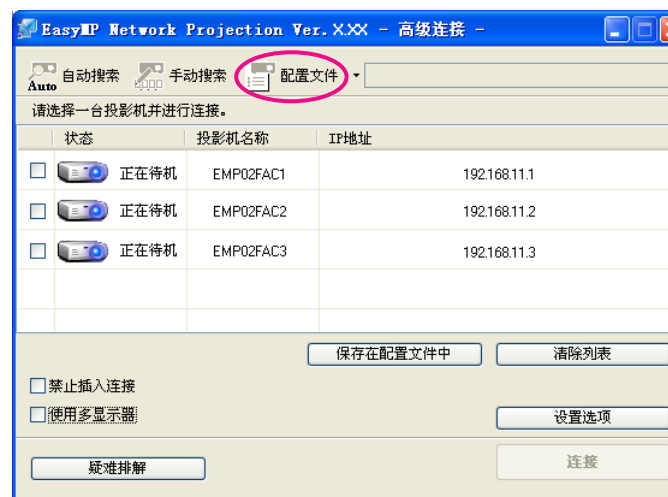 EasyMP Network Projection Ver. X.XX - 高级连接 -
Auto 自动搜索 手动搜索 配置文件
请选择一台投影机并进行连接。
状态 投影机名称 IP地址
正在待机 EMP02FAC1 192.168.11.1
正在待机 EMP02FAC2 192.168.11.2
正在待机 EMP02FAC3 192.168.11.3
保存在配置文件中 清除列表
禁止插入连接
使用多显示器 设置选项
疑难排解 连接